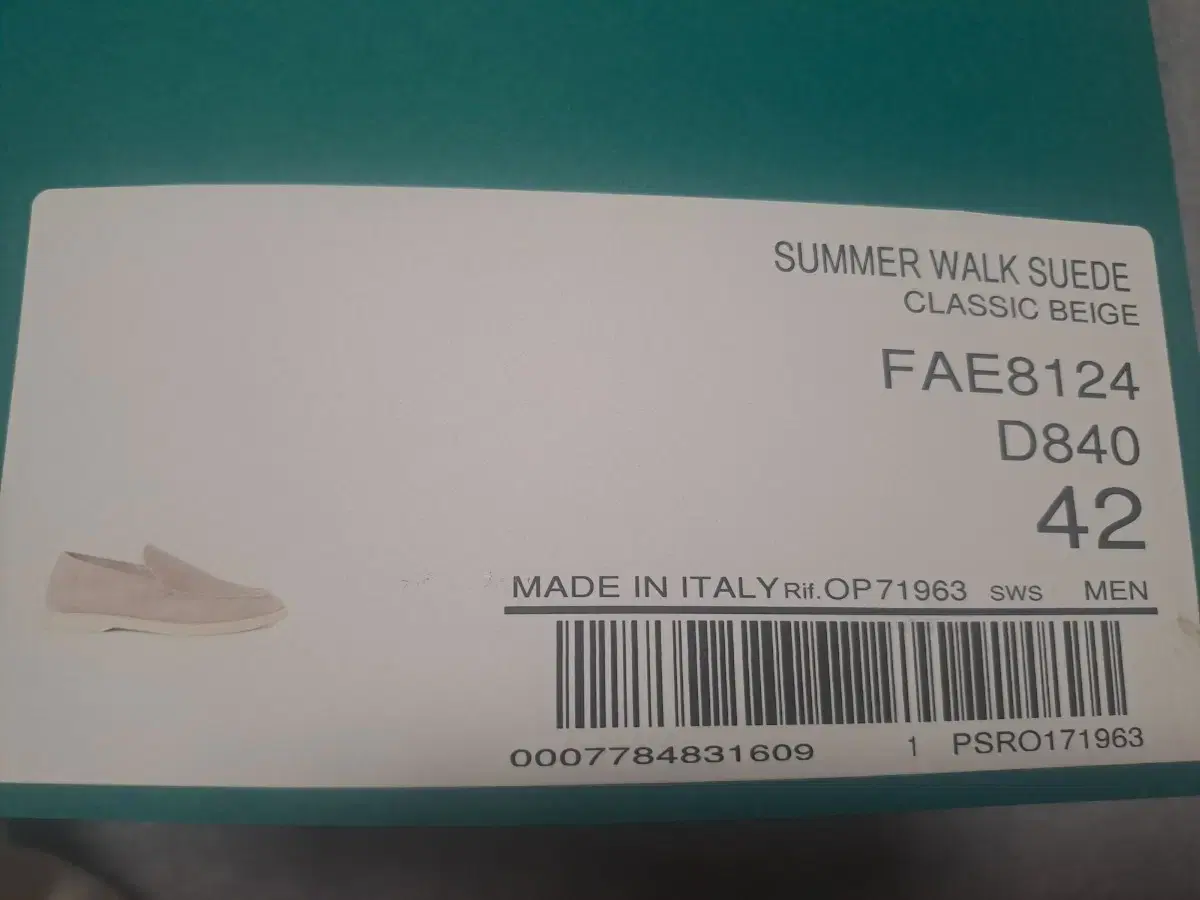 SUMMER WALK SUEDE
CLASSIC BEIGE
FAE8124
D840
42
MADE IN ITALY Rif. OP71963 SWS MEN
0007784831609 1 PSRO171963